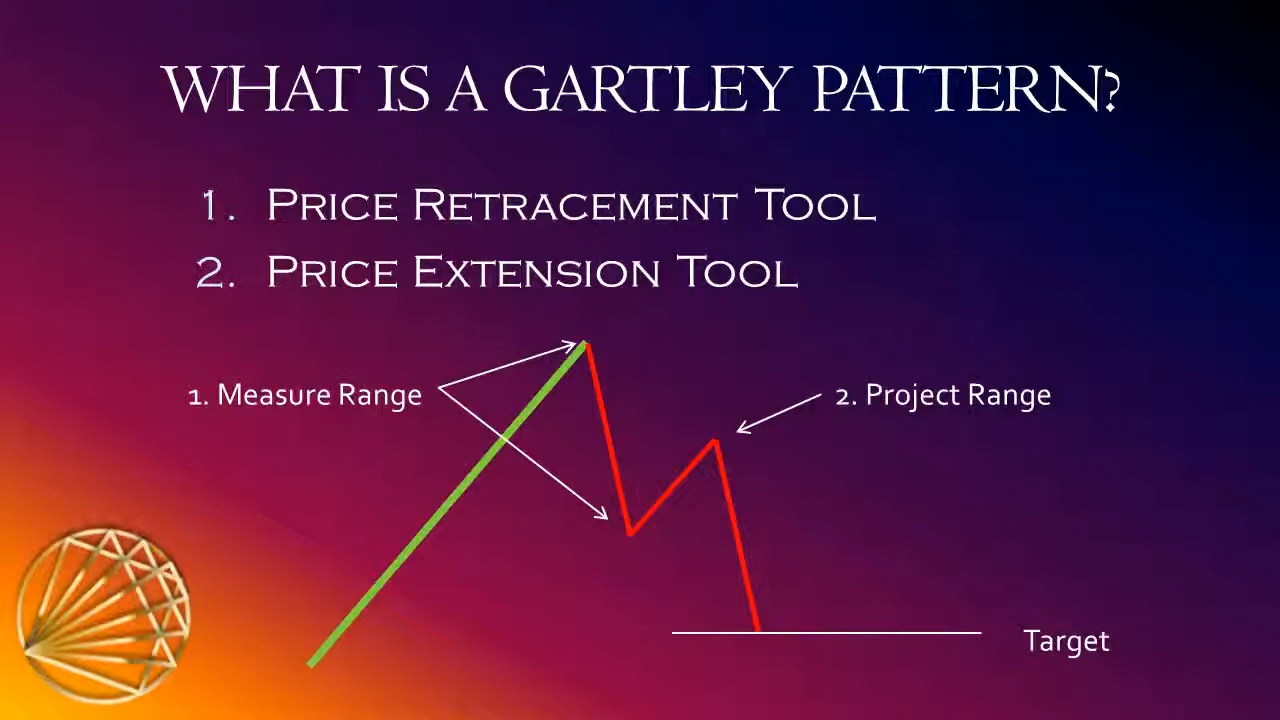 WHAT IS A GARTLEY PATTERN?
1. PRICE RETRACEMENT TOOL
2. PRICE EXTENSION TOOL
1. Measure Range
2. Project Range
Target